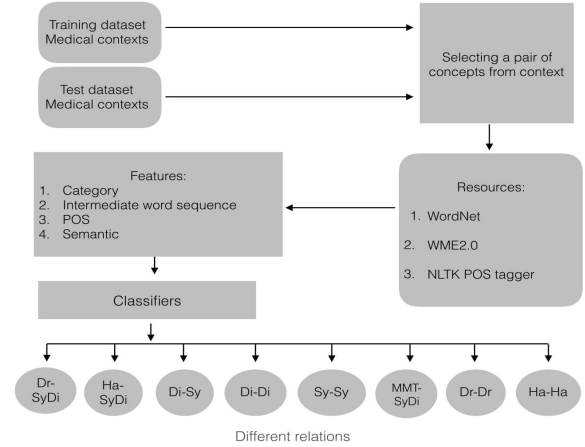 Training dataset
Medical contexts
Selecting a pair of
concepts from context
Test dataset
Medical contexts
Features:
1. Category
2. Intermediate word sequence
3. POS
4. Semantic
Resources:
1. WordNet
2. WME2.0
3. NLTK POS tagger
Classifiers
Dr-
SyDi
Ha-
SyDi
Di-Sy
Di-Di
Sy-Sy
MMT-
SyDi
Dr-Dr
Ha-Ha
Different relations